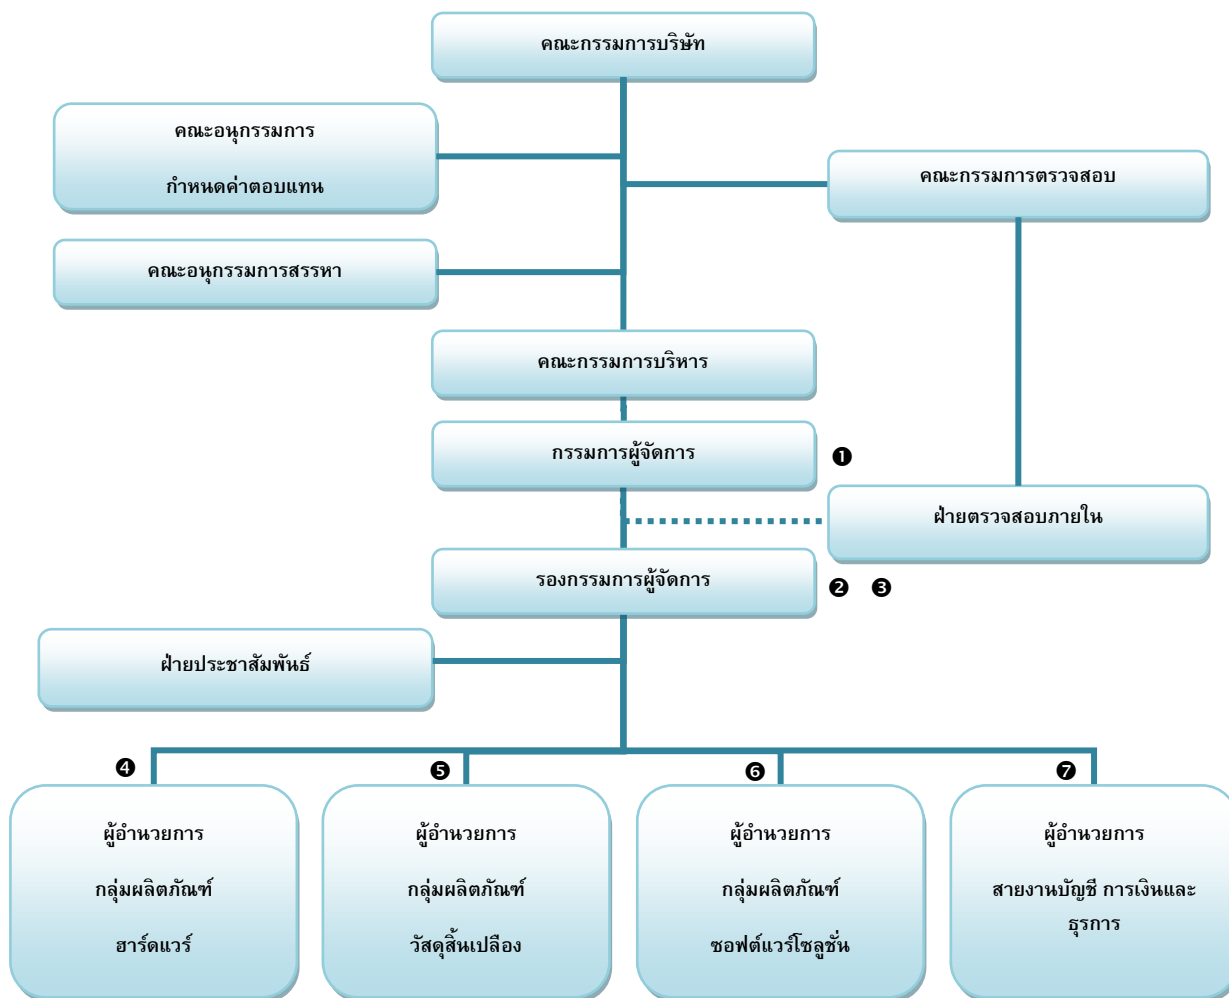 คณะกรรมการบริษัท
คณะอนุกรรมการ
กำหนดค่าตอบแทน
คณะกรรมการตรวจสอบ
คณะอนุกรรมการสรรหา
คณะกรรมการบริหาร
กรรมการผู้จัดการ
❶
ฝ่ายตรวจสอบภายใน
รองกรรมการผู้จัดการ
❷ ❸
ฝ่ายประชาสัมพันธ์
❹
ผู้อำนวยการ
กลุ่มผลิตภัณฑ์
ฮาร์ดแวร์
❺
ผู้อำนวยการ
กลุ่มผลิตภัณฑ์
วัสดุสิ้นเปลือง
❻
ผู้อำนวยการ
กลุ่มผลิตภัณฑ์
ซอฟต์แวร์โซลูชั่น
❼
ผู้อำนวยการ
สายงานบัญชี การเงินและ
ธุรการ